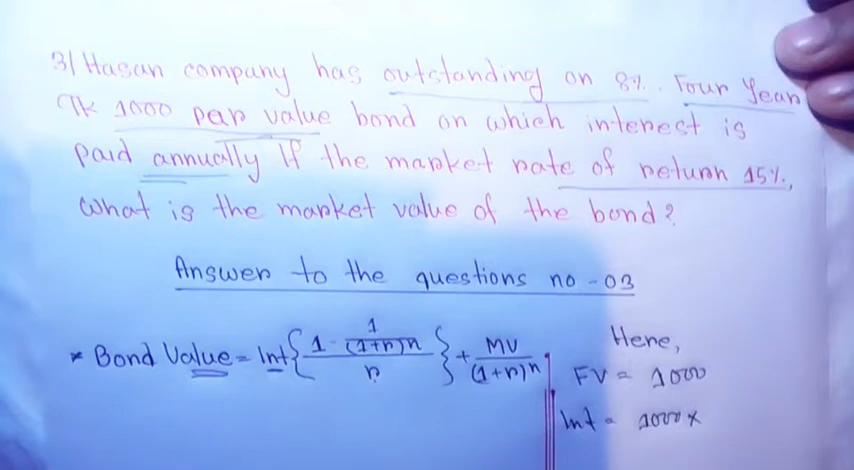 3/ Hasan company has outstanding on 8%. Four Year
Tk 1000 par value bond on which interest is
paid annually If the market rate of return 15%,
what is the market value of the bond?
Answer to the questions no - 03
* Bond Value = Int { 1 - 1/(1+r)n / r } + MV/(1+r)n
Here,
FV = 1000
Int = 1000 x